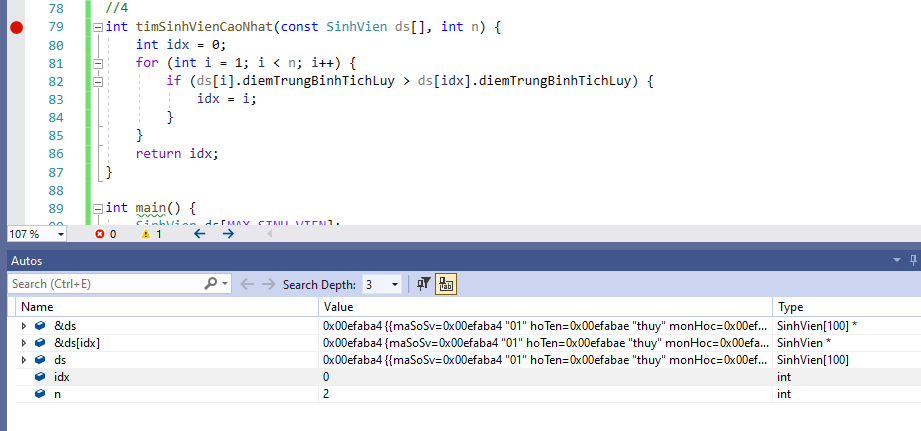 78 //4
79 int timSinhVienCaoNhat(const SinhVien ds[], int n) {
80 int idx = 0;
81 for (int i = 1; i < n; i++) {
82 if (ds[i].diemTrungBinhTichLuy > ds[idx].diemTrungBinhTichLuy) {
83 idx = i;
84 }
85 }
86 return idx;
87 }
88
89 int main() {
SinhVien ds[MAX_SINH_VIEN];
107 % 0 1
Autos
Search (Ctrl+E) Search Depth: 3
Name Value Type
&ds 0x00efaba4 {{maSoSv=0x00efaba4 "01" hoTen=0x00efabae "thuy" monHoc=0x00ef... SinhVien[100] *
&ds[idx] 0x00efaba4 {maSoSv=0x00efaba4 "01" hoTen=0x00efabae "thuy" monHoc=0x00efa... SinhVien *
ds 0x00efaba4 {{maSoSv=0x00efaba4 "01" hoTen=0x00efabae "thuy" monHoc=0x00ef... SinhVien[100]
idx 0 int
n 2 int